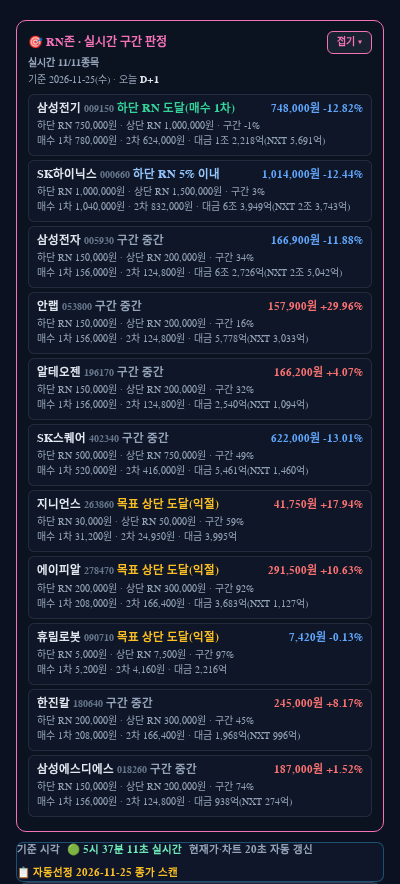 🎯 RN존 · 실시간 구간 판정
접기 ▾
실시간 11/11종목
기준 2026-11-25(수) · 오늘 D+1
삼성전기 009150 하단 RN 도달(매수 1차) 748,000원 -12.82%
하단 RN 750,000원 · 상단 RN 1,000,000원 · 구간 -1%
매수 1차 780,000원 · 2차 624,000원 · 대금 1조 2,218억(NXT 5,691억)
SK하이닉스 000660 하단 RN 5% 이내 1,014,000원 -12.44%
하단 RN 1,000,000원 · 상단 RN 1,500,000원 · 구간 3%
매수 1차 1,040,000원 · 2차 832,000원 · 대금 6조 3,949억(NXT 2조 3,743억)
삼성전자 005930 구간 중간 166,900원 -11.88%
하단 RN 150,000원 · 상단 RN 200,000원 · 구간 34%
매수 1차 156,000원 · 2차 124,800원 · 대금 6조 2,726억(NXT 2조 5,042억)
안랩 053800 구간 중간 157,900원 +29.96%
하단 RN 150,000원 · 상단 RN 200,000원 · 구간 16%
매수 1차 156,000원 · 2차 124,800원 · 대금 5,778억(NXT 3,033억)
알테오젠 196170 구간 중간 166,200원 +4.07%
하단 RN 150,000원 · 상단 RN 200,000원 · 구간 32%
매수 1차 156,000원 · 2차 124,800원 · 대금 2,540억(NXT 1,094억)
SK스퀘어 402340 구간 중간 622,000원 -13.01%
하단 RN 500,000원 · 상단 RN 750,000원 · 구간 49%
매수 1차 520,000원 · 2차 416,000원 · 대금 5,461억(NXT 1,460억)
지니언스 263860 목표 상단 도달(익절) 41,750원 +17.94%
하단 RN 30,000원 · 상단 RN 50,000원 · 구간 59%
매수 1차 31,200원 · 2차 24,950원 · 대금 3,995억
에이피알 278470 목표 상단 도달(익절) 291,500원 +10.63%
하단 RN 200,000원 · 상단 RN 300,000원 · 구간 92%
매수 1차 208,000원 · 2차 166,400원 · 대금 3,683억(NXT 1,127억)
휴림로봇 090710 목표 상단 도달(익절) 7,420원 -0.13%
하단 RN 5,000원 · 상단 RN 7,500원 · 구간 97%
매수 1차 5,200원 · 2차 4,160원 · 대금 2,216억
한진칼 180640 구간 중간 245,000원 +8.17%
하단 RN 200,000원 · 상단 RN 300,000원 · 구간 45%
매수 1차 208,000원 · 2차 166,400원 · 대금 1,968억(NXT 996억)
삼성에스디에스 018260 구간 중간 187,000원 +1.52%
하단 RN 150,000원 · 상단 RN 200,000원 · 구간 74%
매수 1차 156,000원 · 2차 124,800원 · 대금 938억(NXT 274억)
기준 시각 🟢 5시 37분 11초 실시간 현재가·차트 20초 자동 갱신
📋 자동선정 2026-11-25 종가 스캔